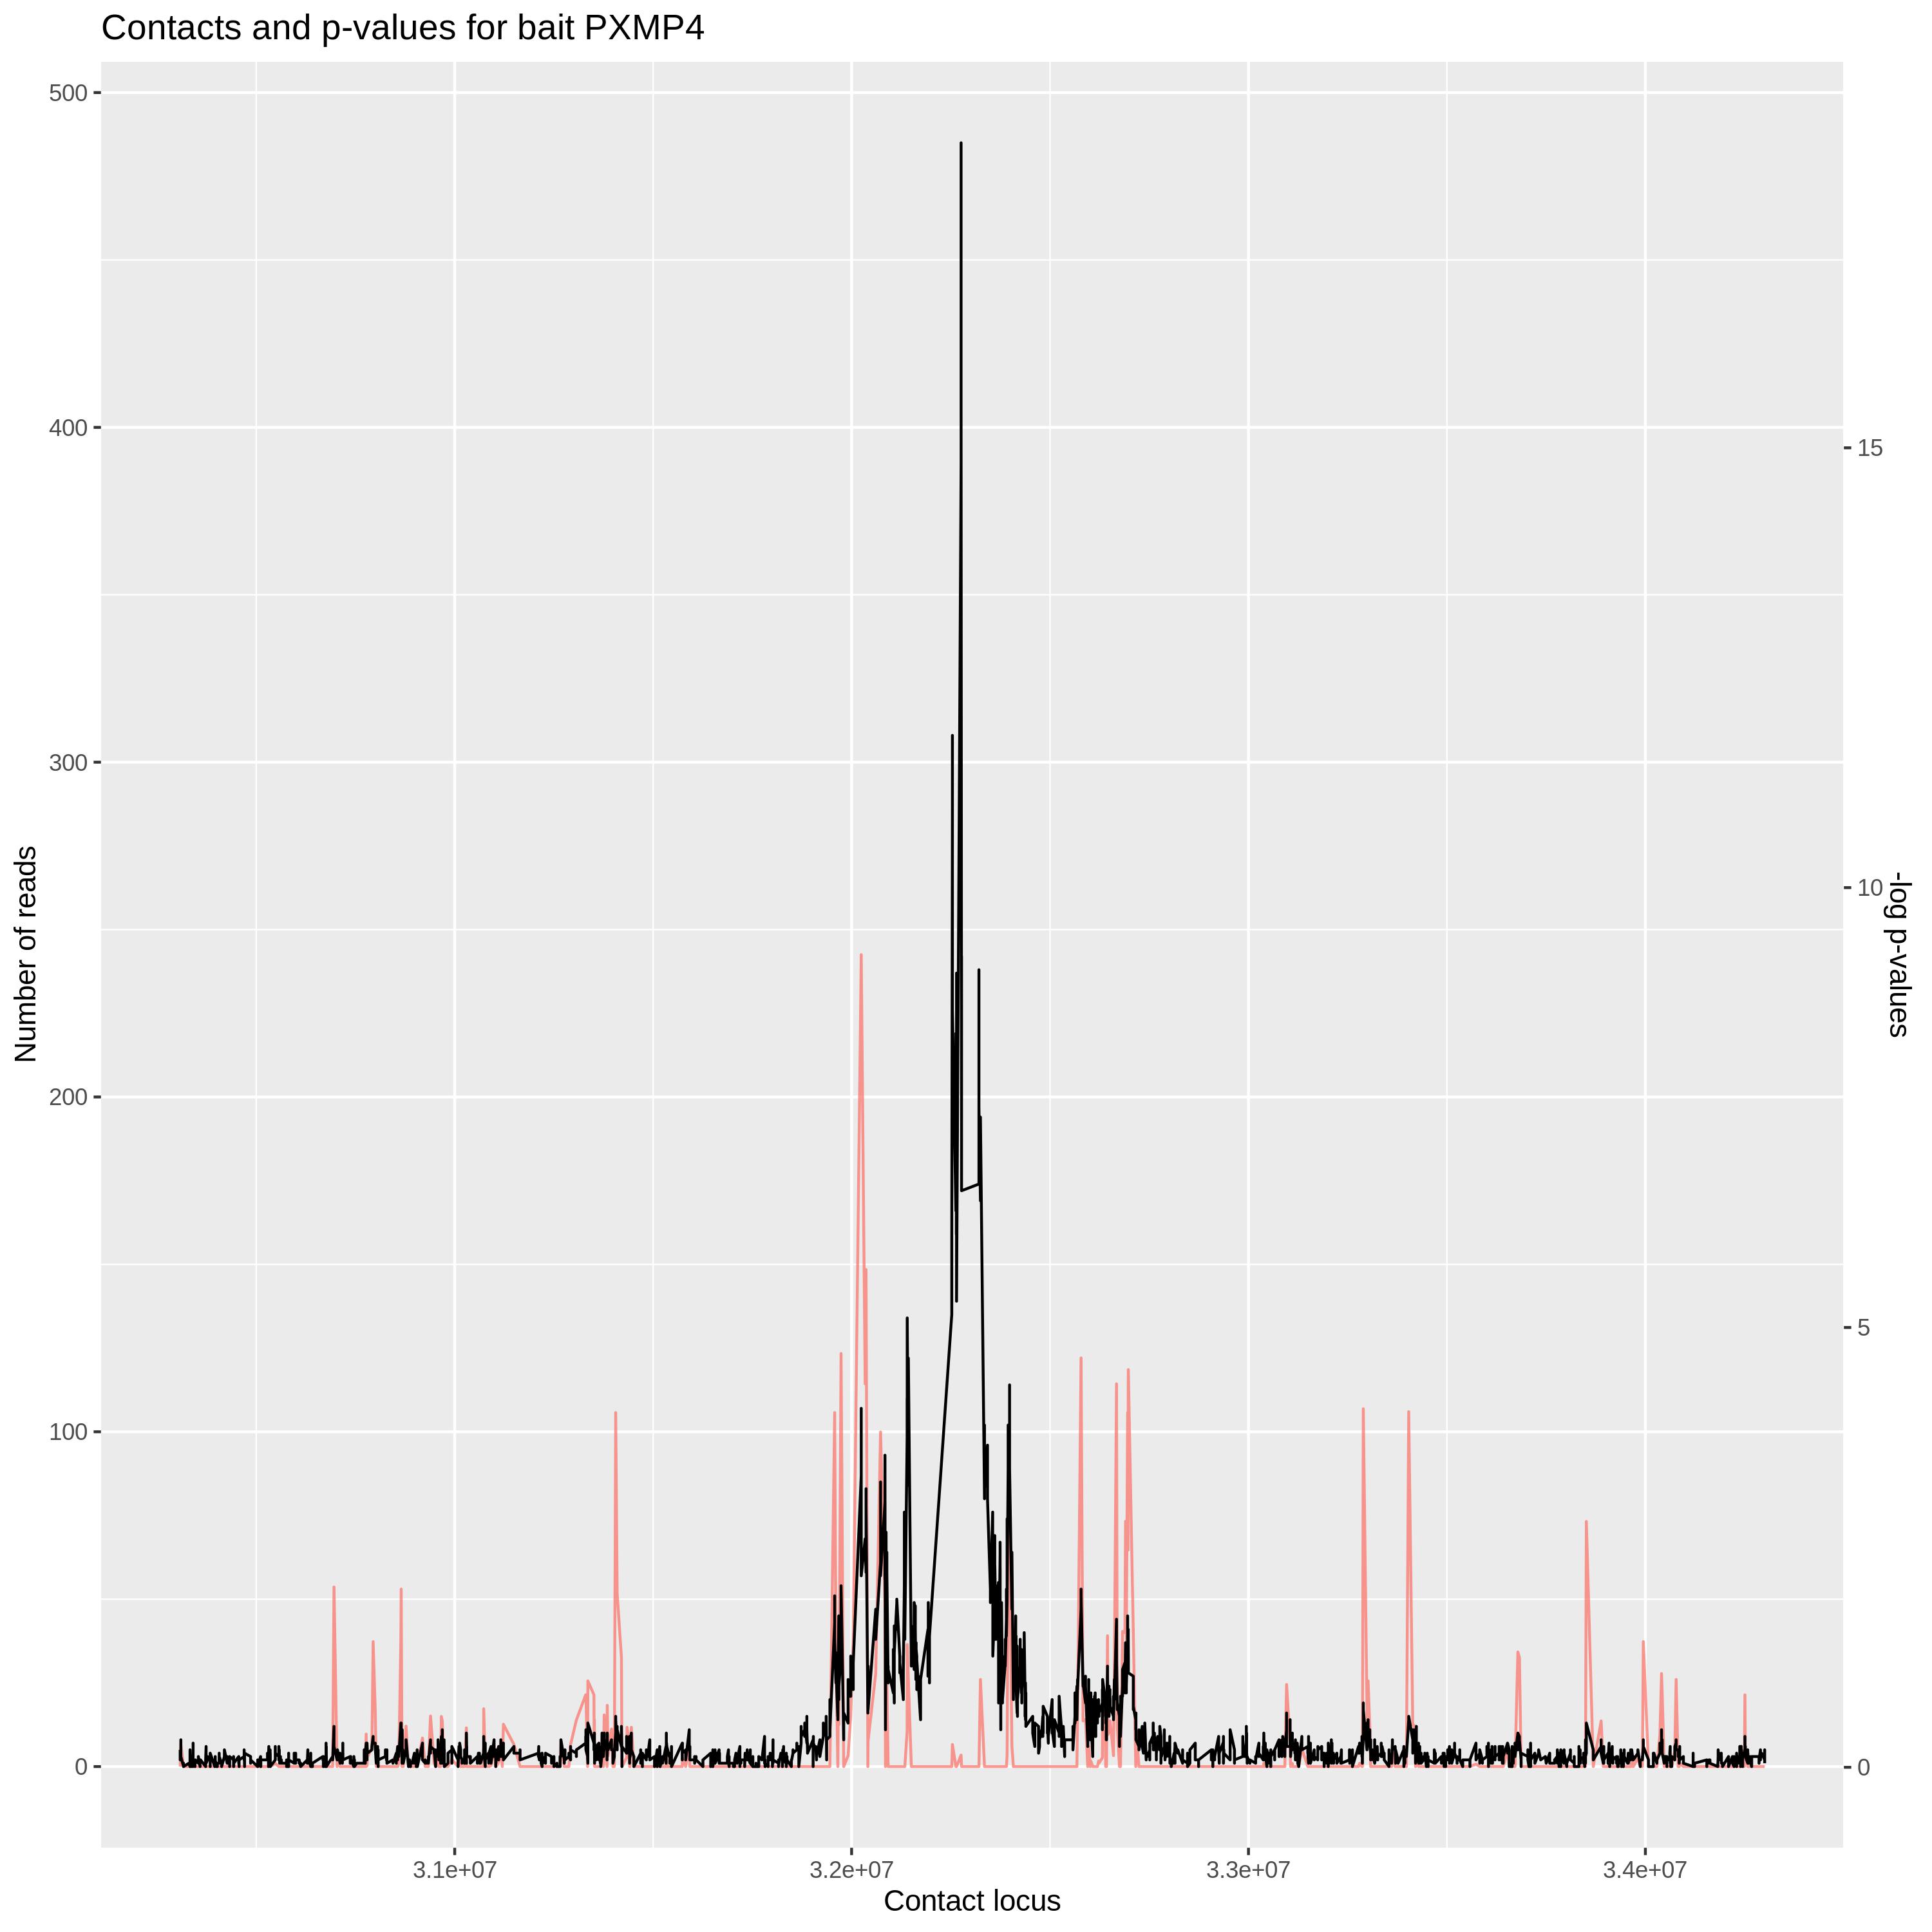 Contacts and p-values for bait PXMP4
500
400
300
200
100
0
Number of reads
15
10
5
0
-log p-values
3.1e+07
3.2e+07
3.3e+07
3.4e+07
Contact locus